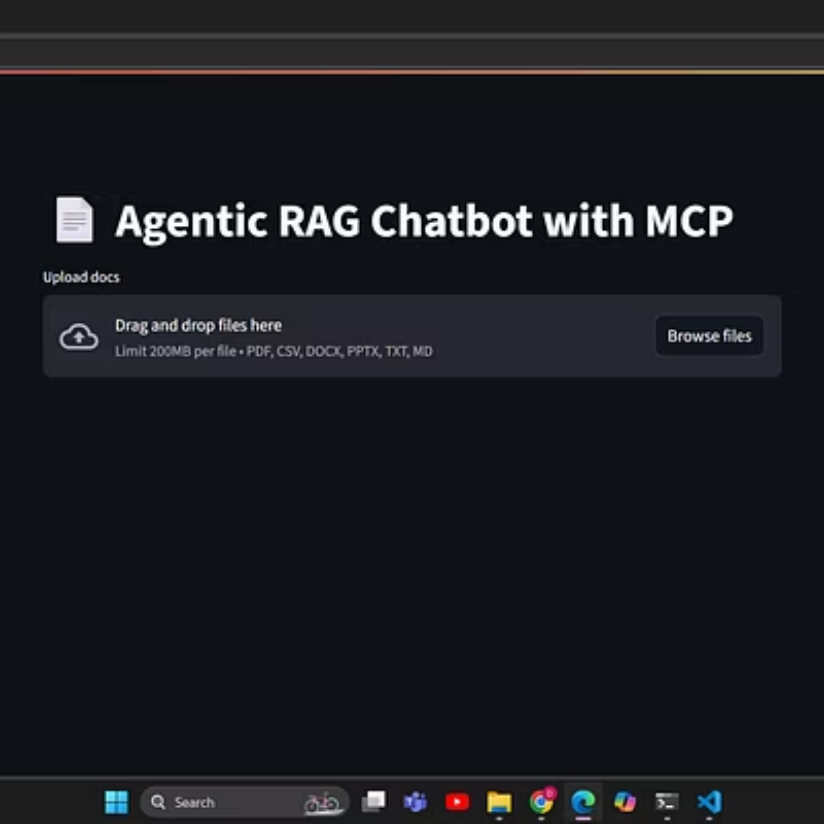 Agentic RAG Chatbot with MCP
Upload docs
Drag and drop files here
Limit 200MB per file • PDF, CSV, DOCX, PPTX, TXT, MD
Browse files
Search